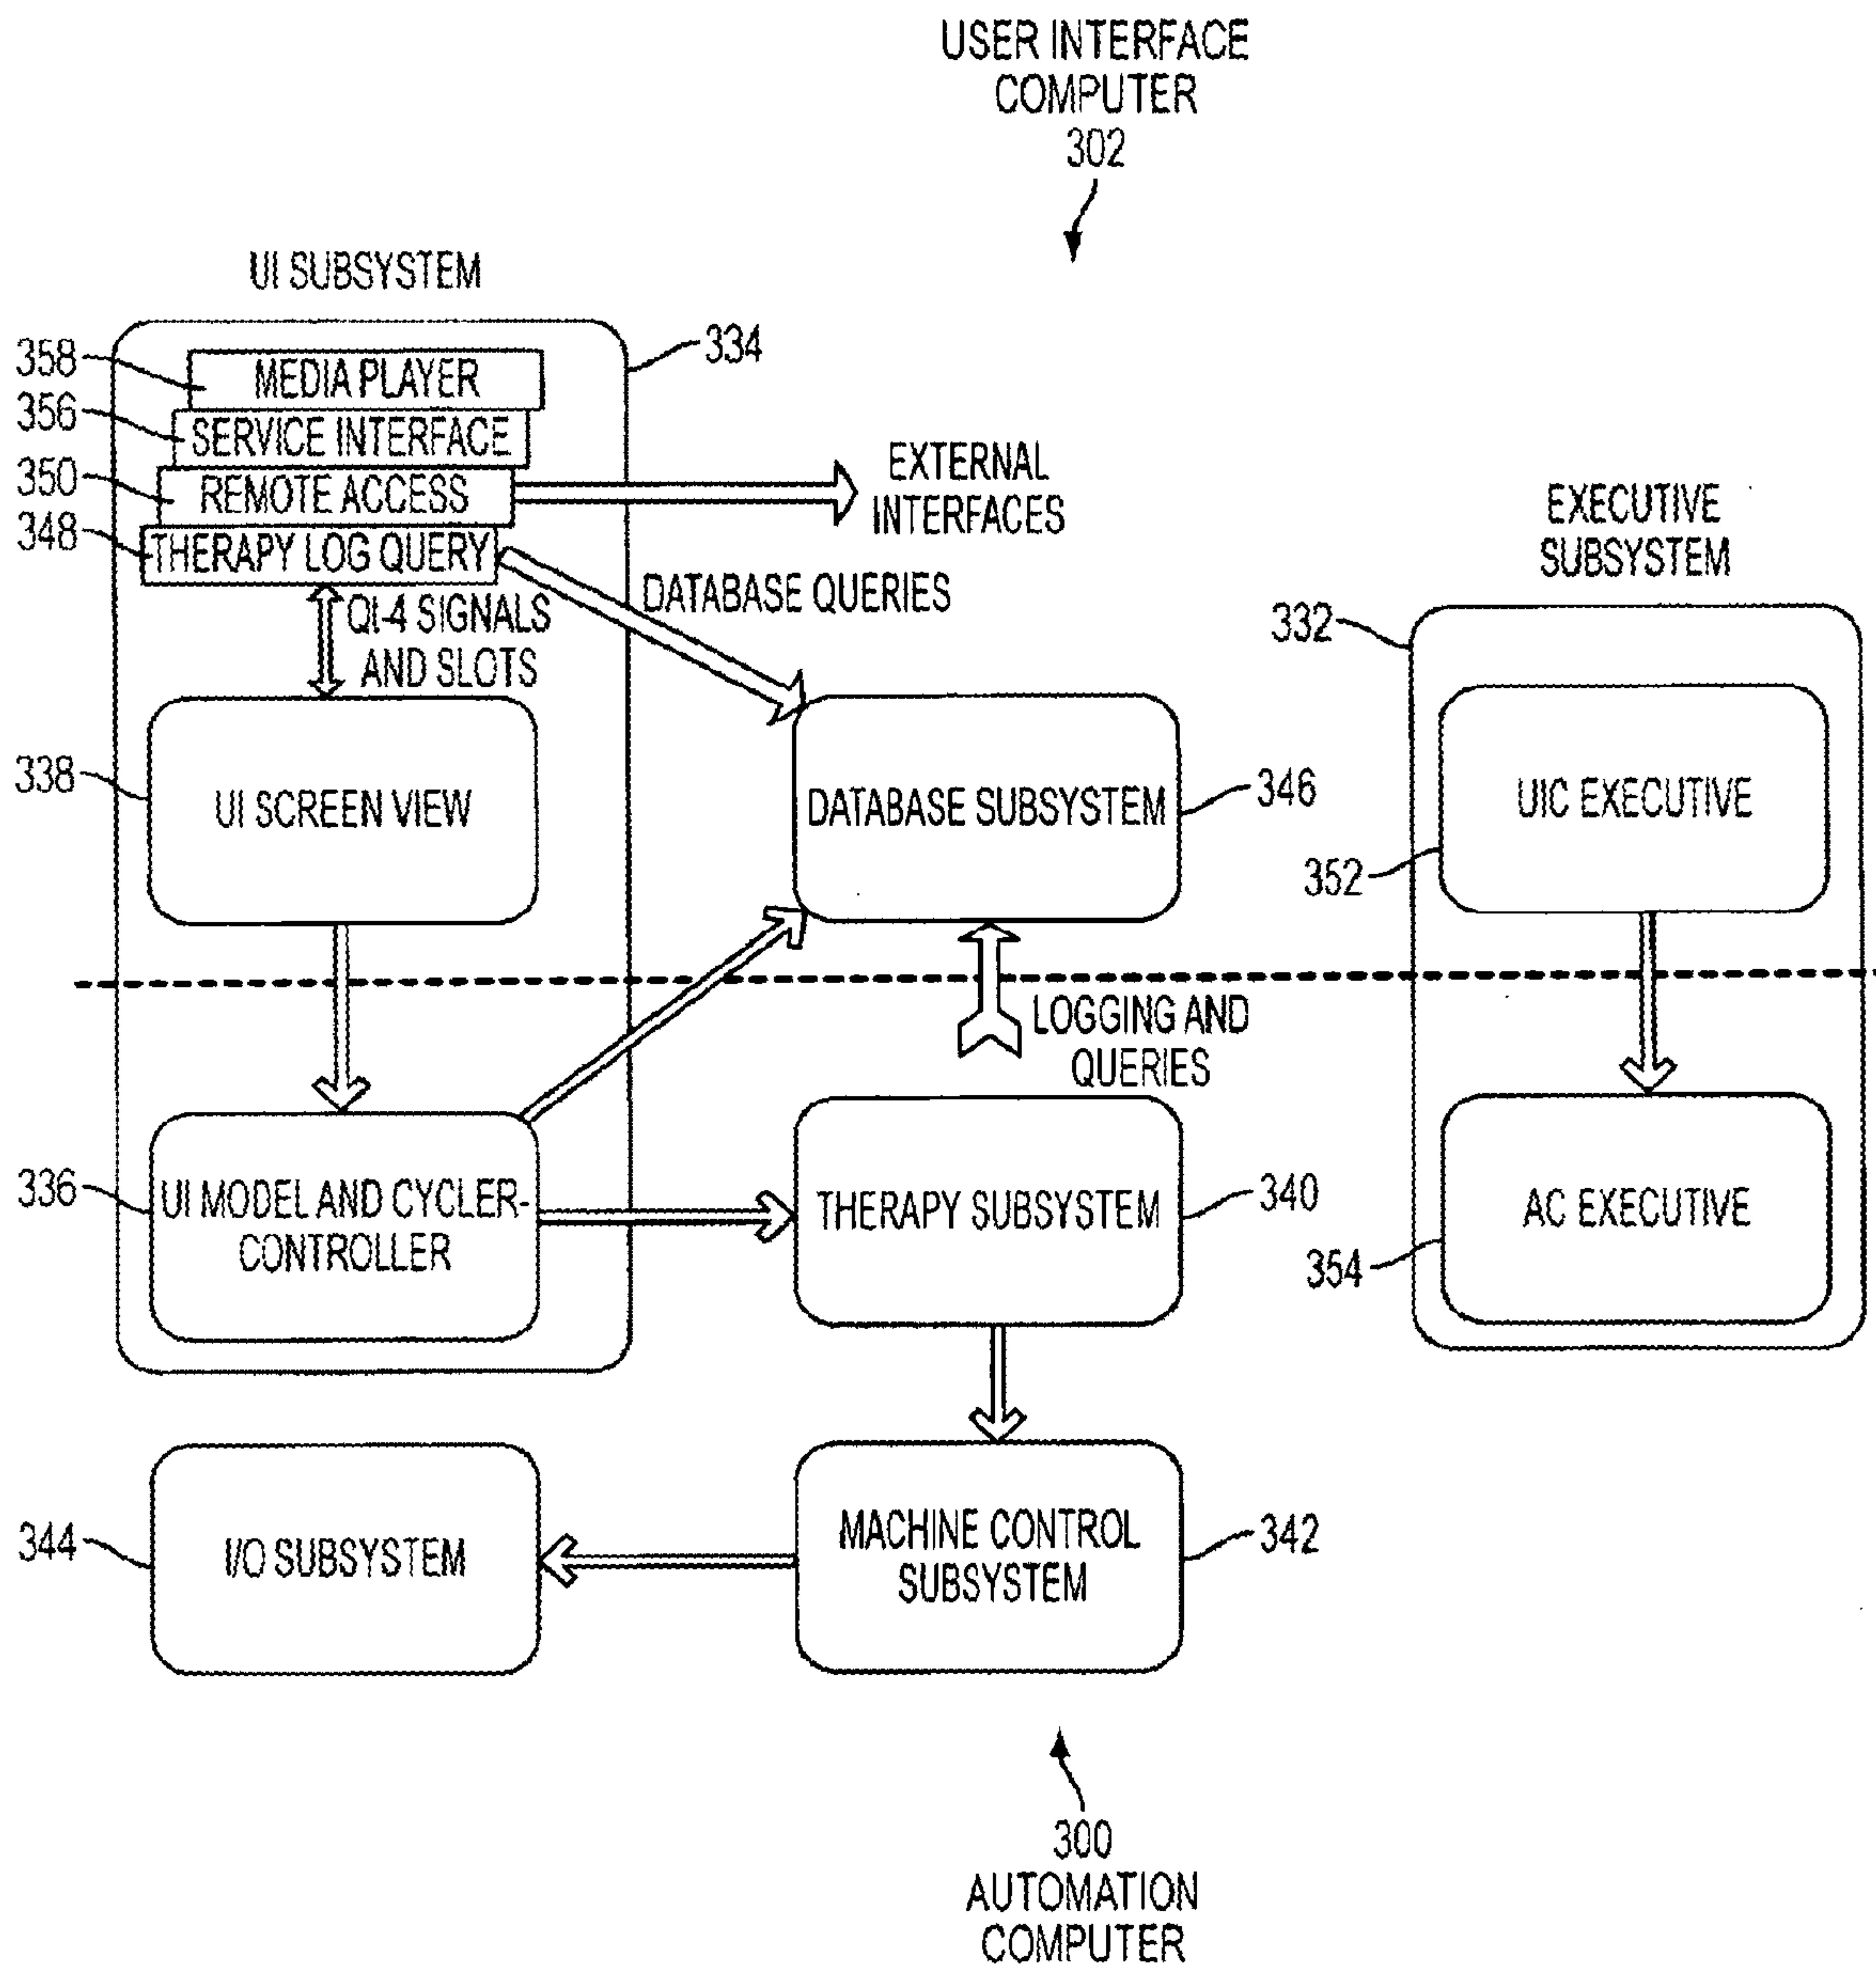 USER INTERFACE
COMPUTER
302
UI SUBSYSTEM
334
358
MEDIA PLAYER
356
SERVICE INTERFACE
350
REMOTE ACCESS
348
THERAPY LOG QUERY
EXTERNAL
INTERFACES
DATABASE QUERIES
QI-4 SIGNALS
AND SLOTS
EXECUTIVE
SUBSYSTEM
332
338
UI SCREEN VIEW
DATABASE SUBSYSTEM
346
UIC EXECUTIVE
352
LOGGING AND
QUERIES
336
UI MODEL AND CYCLER-
CONTROLLER
THERAPY SUBSYSTEM
340
AC EXECUTIVE
354
344
I/O SUBSYSTEM
MACHINE CONTROL
SUBSYSTEM
342
300
AUTOMATION
COMPUTER